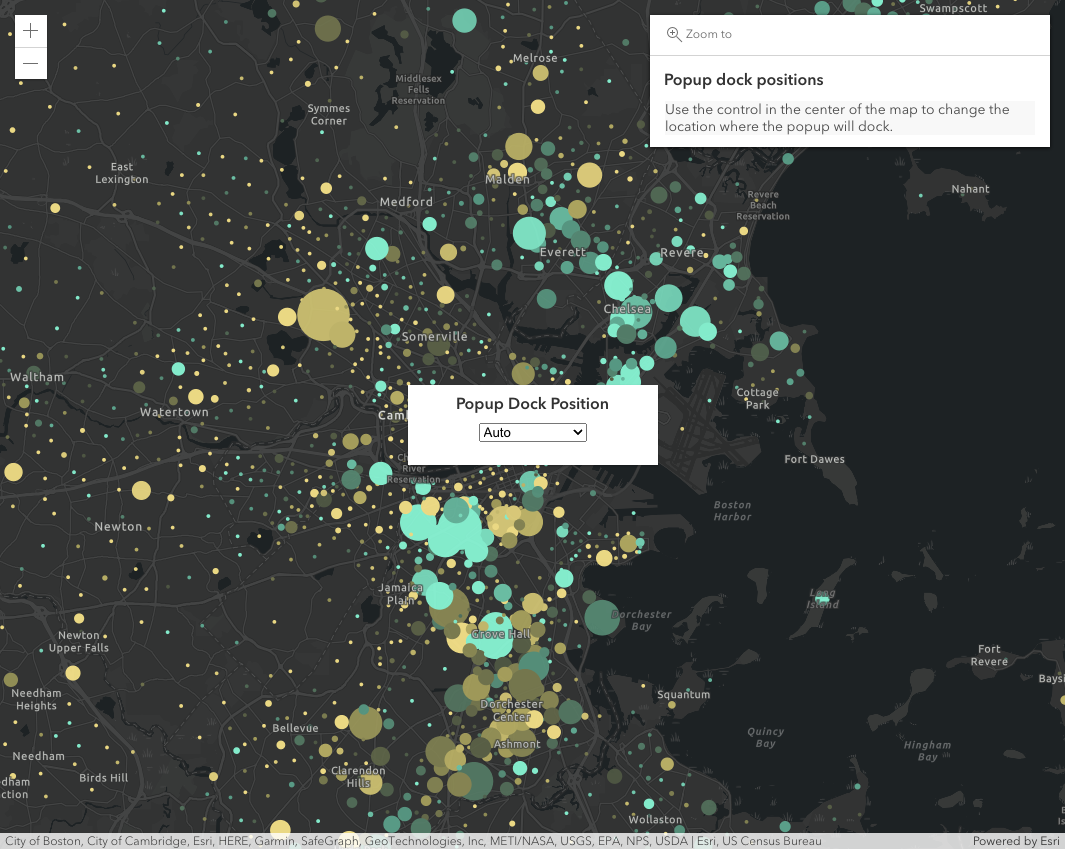 Swampscott
Zoom to
Popup dock positions
Use the control in the center of the map to change the
location where the popup will dock.
Melrose
Middlesex
Fells
Reservation
Symmes
Corner
East
Lexington
Malden
Medford
Nahant
Revere
Beach
Reservation
Everett
Revere
Chelsea
Somerville
Waltham
Watertown
Cottage
Park
Popup Dock Position
Auto
Fort Dawes
River
Reservation
Boston
Harbor
Newton
Jamaica
Plain
Long
Island
Dorchester
Bay
Grove Hall
Newton
Upper Falls
Fort
Revere
Needham
Heights
Squantum
Dorchester
Center
Bellevue
Quincy
Bay
Ashmont
Hingham
Bay
Needham
Birds Hill
Clarendon
Hills
Wollaston
City of Boston, City of Cambridge, Esri, HERE, Garmin, SafeGraph, GeoTechnologies, Inc, METI/NASA, USGS, EPA, NPS, USDA | Esri, US Census Bureau
Powered by Esri